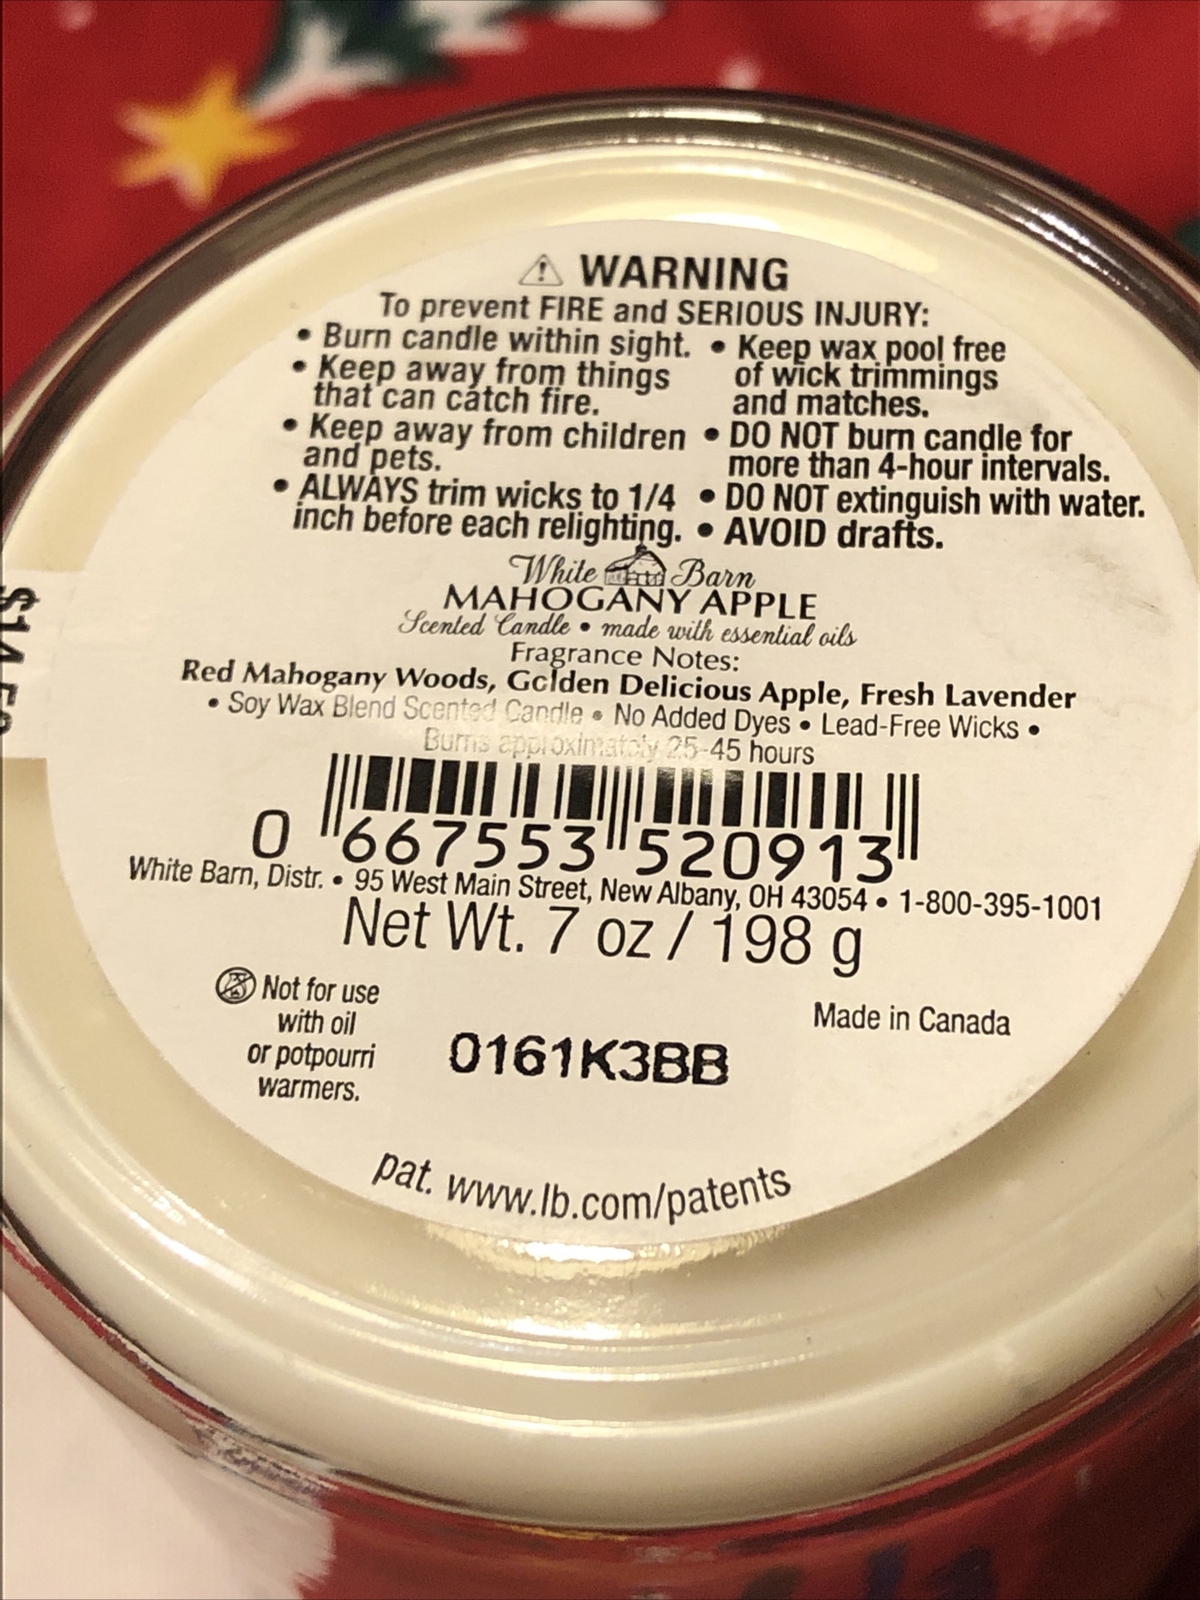 WARNING
To prevent FIRE and SERIOUS INJURY:
• Burn candle within sight.
• Keep away from things
that can catch fire.
• Keep away from children
and pets.
• ALWAYS trim wicks to 1/4
inch before each relighting.
• Keep wax pool free
of wick trimmings
and matches.
• DO NOT burn candle for
more than 4-hour intervals.
• DO NOT extinguish with water.
• AVOID drafts.
White Barn
MAHOGANY APPLE
Scented Candle • made with essential oils
Fragrance Notes:
Red Mahogany Woods, Golden Delicious Apple, Fresh Lavender
• Soy Wax Blend Scented Candle • No Added Dyes • Lead-Free Wicks •
Burns approximately 25-45 hours
0 667553 520913
White Barn, Distr. • 95 West Main Street, New Albany, OH 43054 • 1-800-395-1001
Net Wt. 7 oz / 198 g
Not for use
with oil
or potpourri
warmers.
Made in Canada
0161K3BB
pat. www.lb.com/patents